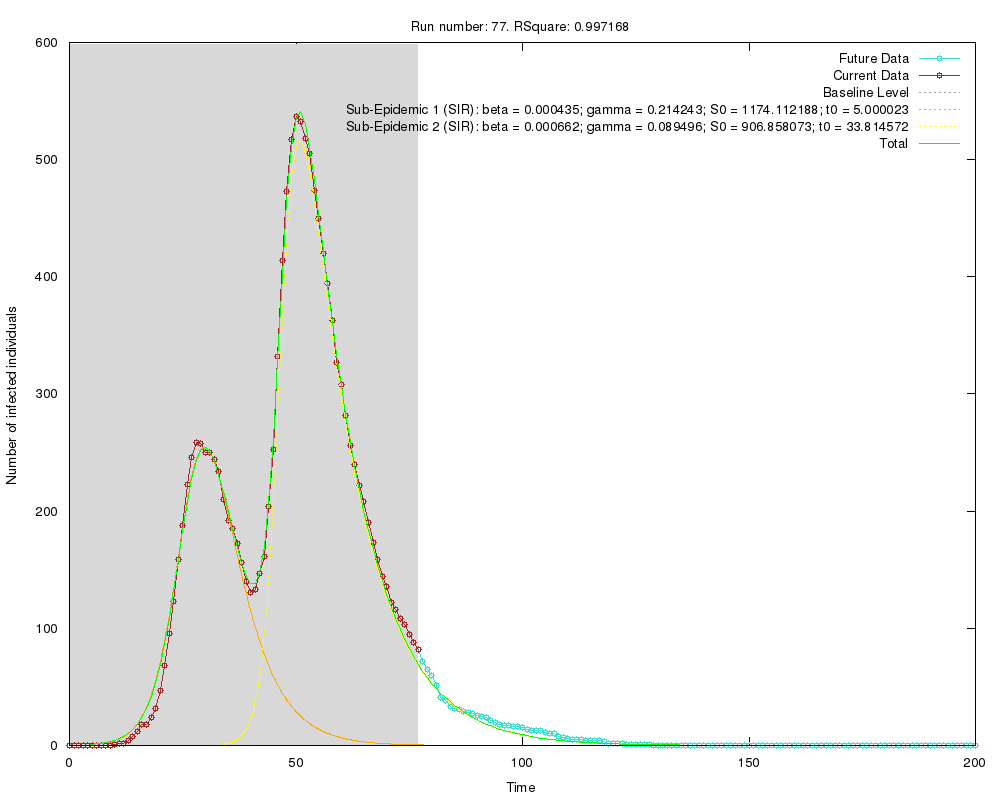 Run number: 77. RSquare: 0.997168
600
500
400
300
200
100
0
Number of infected individuals
Future Data
Current Data
Baseline Level
Sub-Epidemic 1 (SIR): beta = 0.000435; gamma = 0.214243; S0 = 1174.112188; t0 = 5.000023
Sub-Epidemic 2 (SIR): beta = 0.000662; gamma = 0.089496; S0 = 906.858073; t0 = 33.814572
Total
0 50 100 150 200
Time